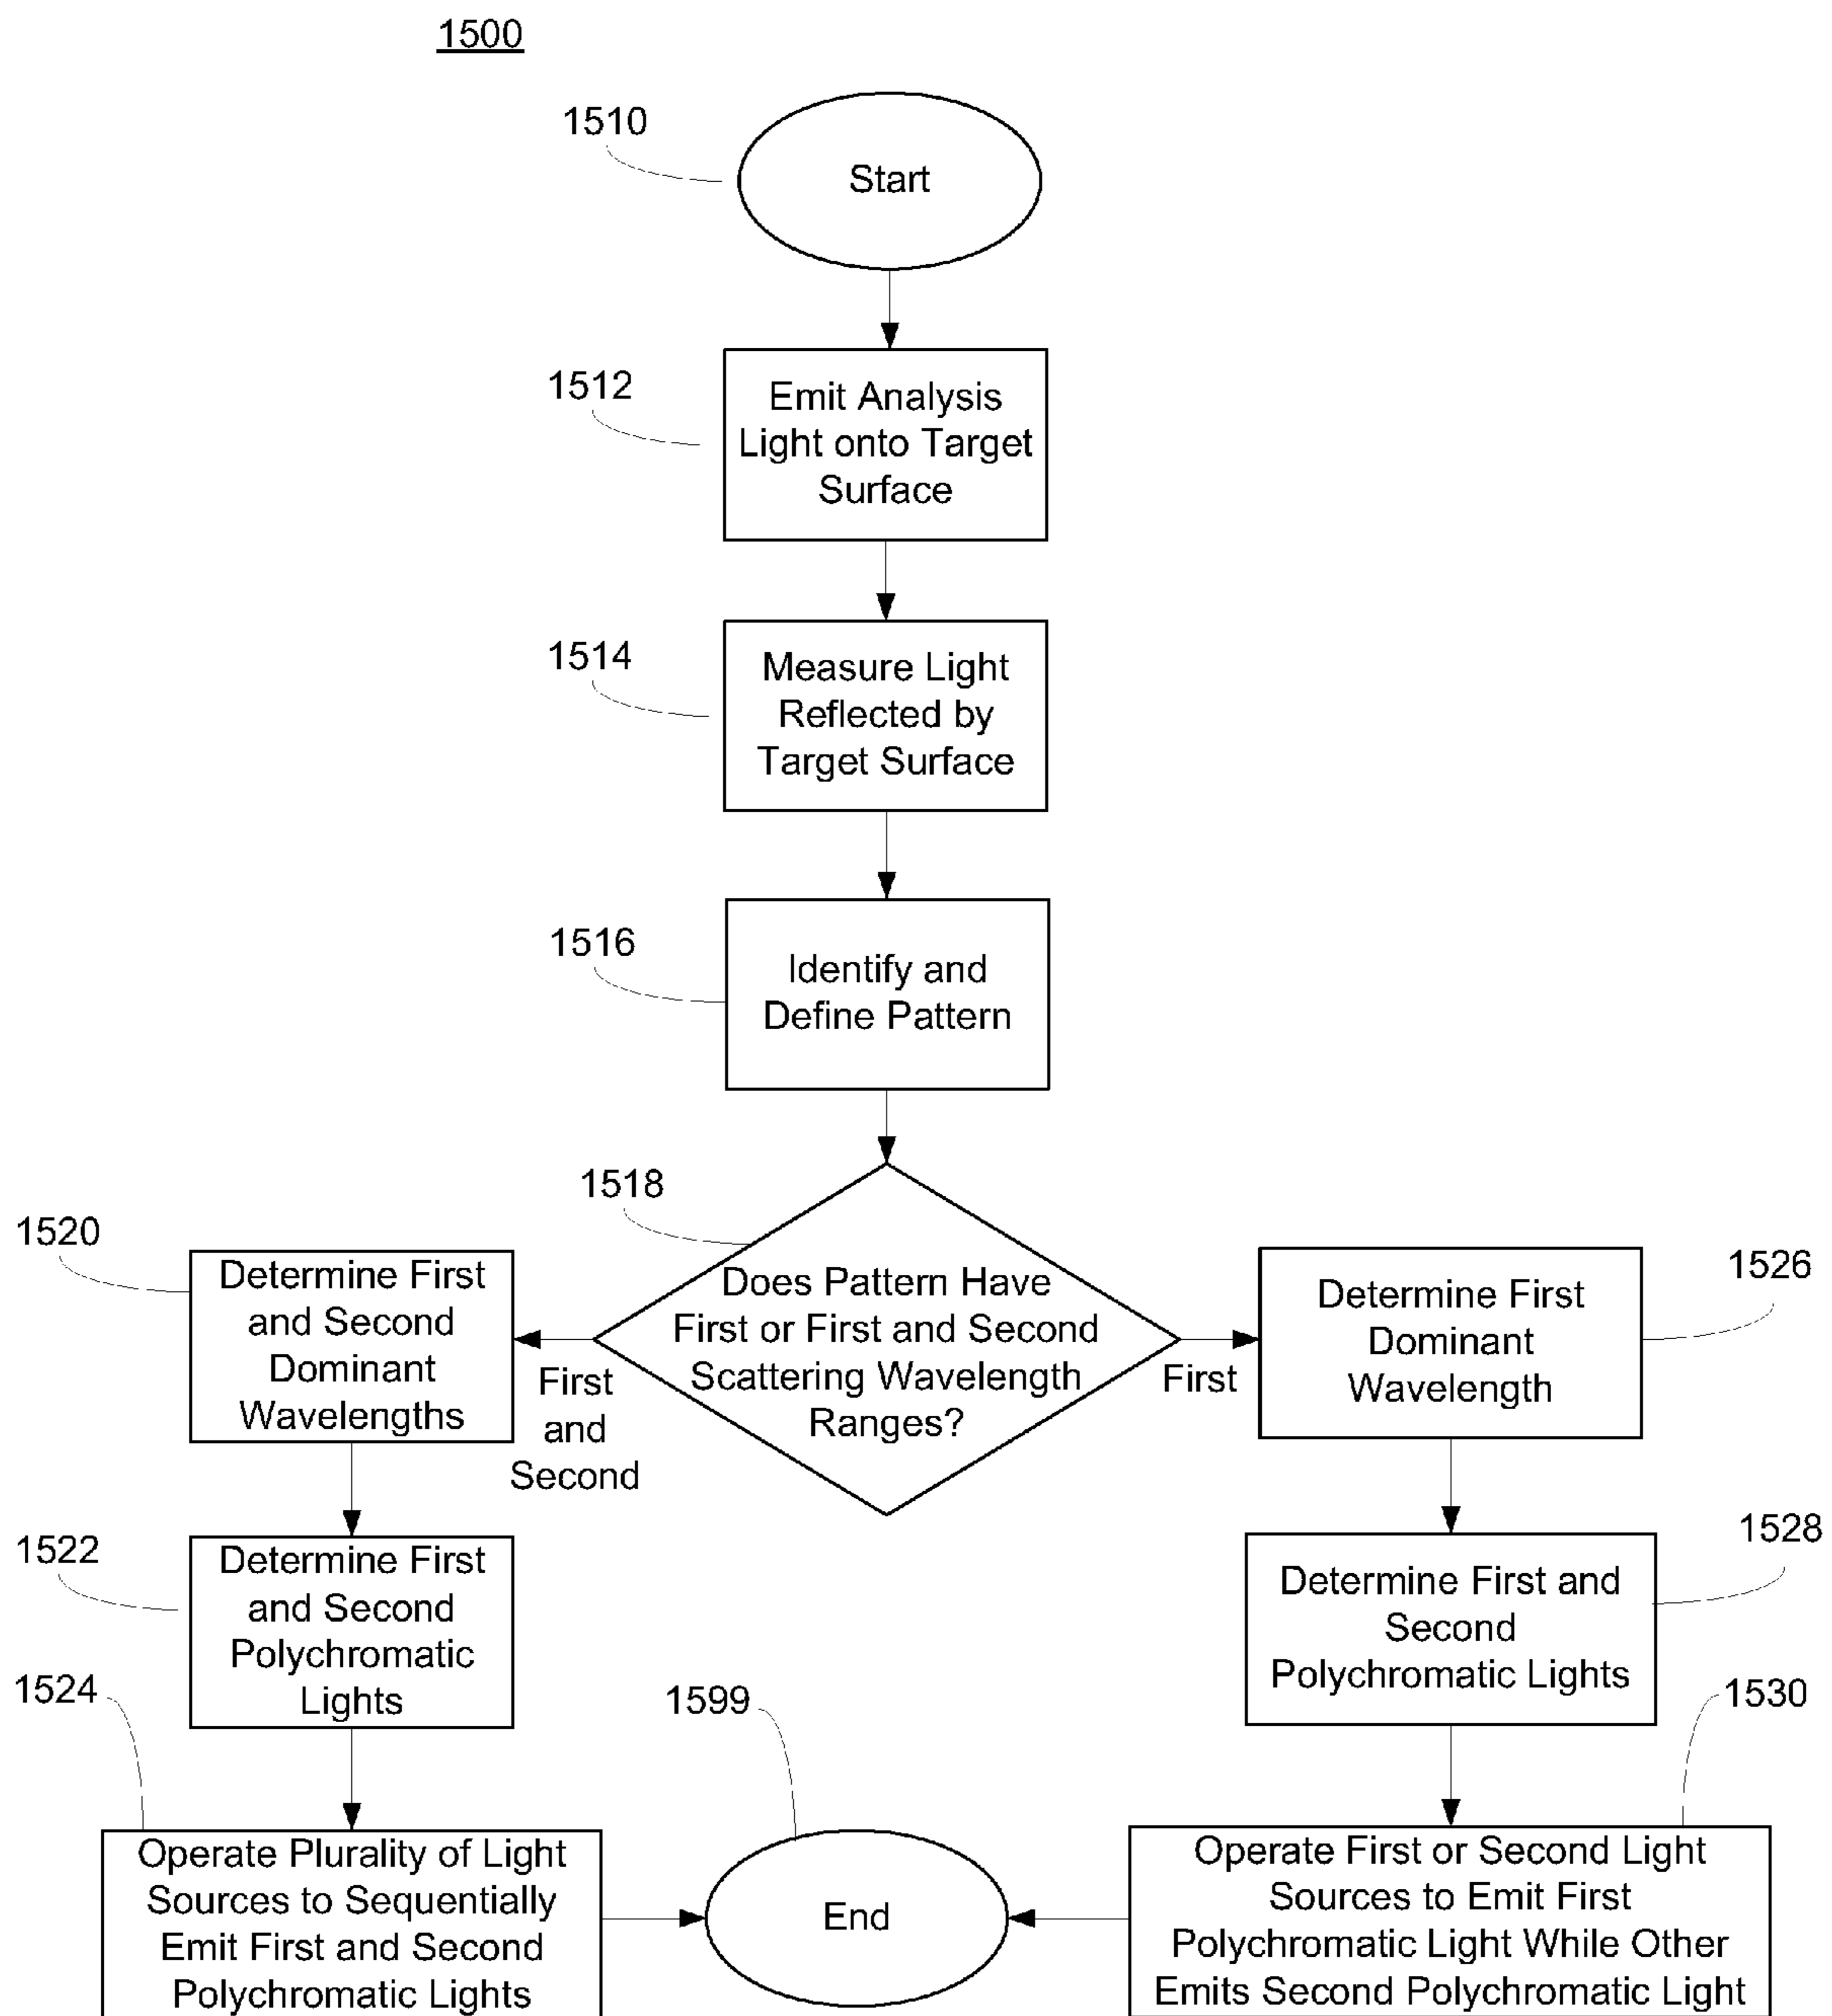 1500
1510
Start
1512
Emit Analysis
Light onto Target
Surface
1514
Measure Light
Reflected by
Target Surface
1516
Identify and
Define Pattern
1518
Does Pattern Have
First or First and Second
Scattering Wavelength
Ranges?
First
and
Second
First
1520
Determine First
and Second
Dominant
Wavelengths
1526
Determine First
Dominant
Wavelength
1522
Determine First
and Second
Polychromatic
Lights
1528
Determine First and
Second
Polychromatic Lights
1524
Operate Plurality of Light
Sources to Sequentially
Emit First and Second
Polychromatic Lights
1599
End
1530
Operate First or Second Light
Sources to Emit First
Polychromatic Light While Other
Emits Second Polychromatic Light